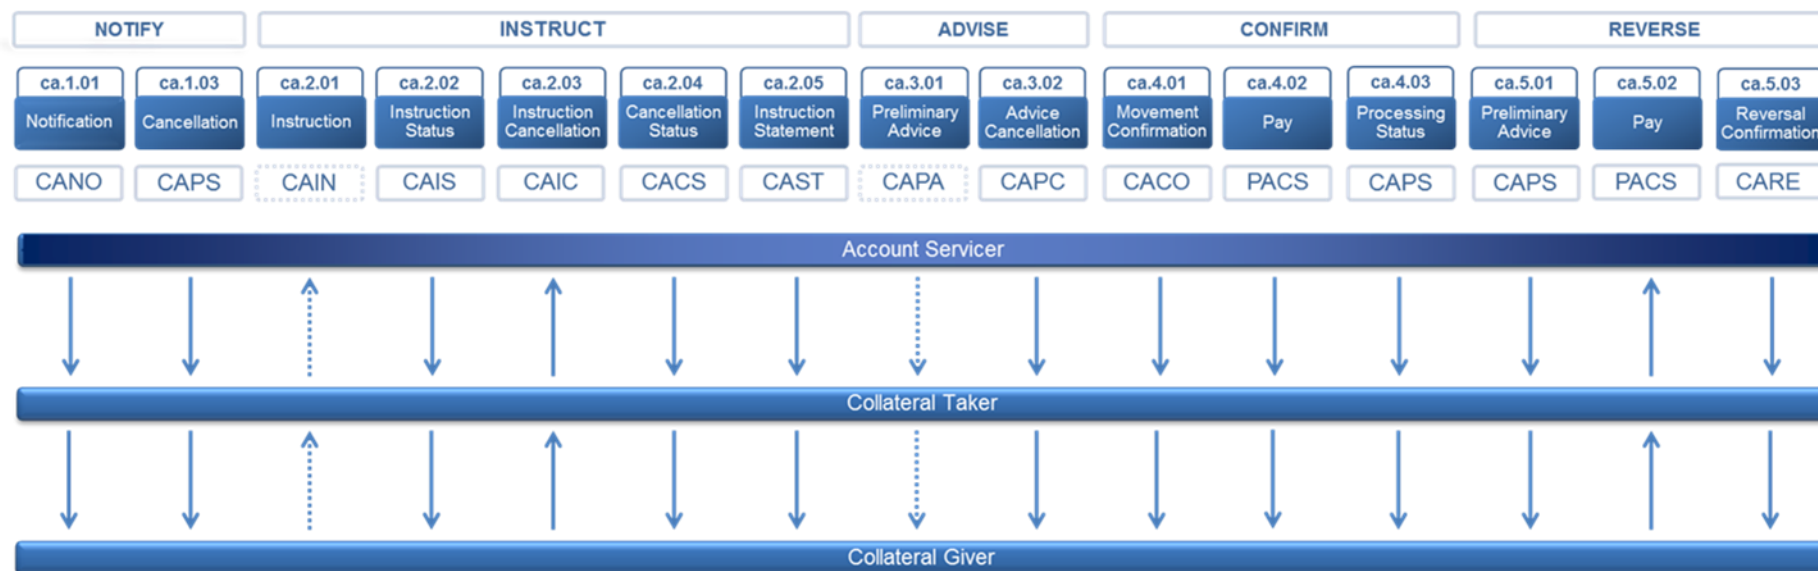 NOTIFY INSTRUCT ADVISE CONFIRM REVERSE
ca.1.01 ca.1.03 ca.2.01 ca.2.02 ca.2.03 ca.2.04 ca.2.05 ca.3.01 ca.3.02 ca.4.01 ca.4.02 ca.4.03 ca.5.01 ca.5.02 ca.5.03
Notification
Cancellation
Instruction
Instruction
Status
Instruction
Cancellation
Cancellation
Status
Instruction
Statement
Preliminary
Advice
Advice
Cancellation
Movement
Confirmation
Pay
Processing
Status
Preliminary
Advice
Pay
Reversal
Confirmation
CANO CAPS CAIN CAIS CAIC CACS CAST CAPA CAPC CACO PACS CAPS CAPS PACS CARE
Account Servicer
Collateral Taker
Collateral Giver